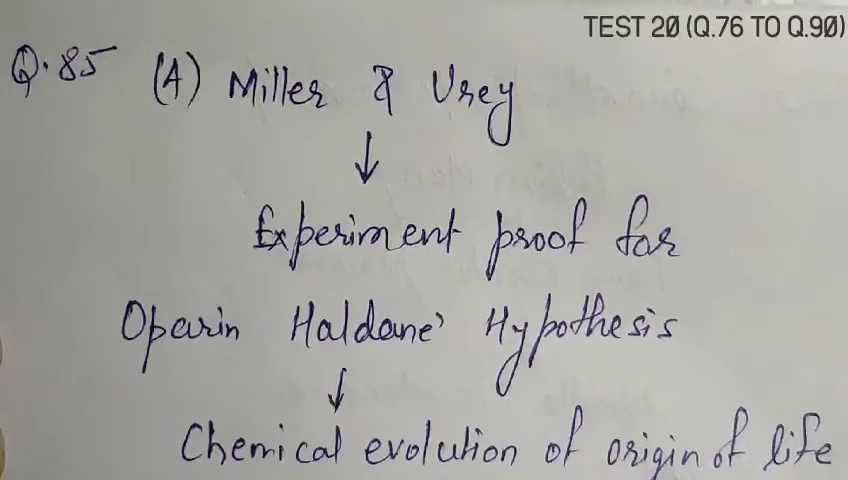 TEST 20 (Q.76 TO Q.90)
Q.85 (A) Miller & Urey
↓
Experiment proof for
Oparin Haldane' Hypothesis
↓
Chemical evolution of origin of life